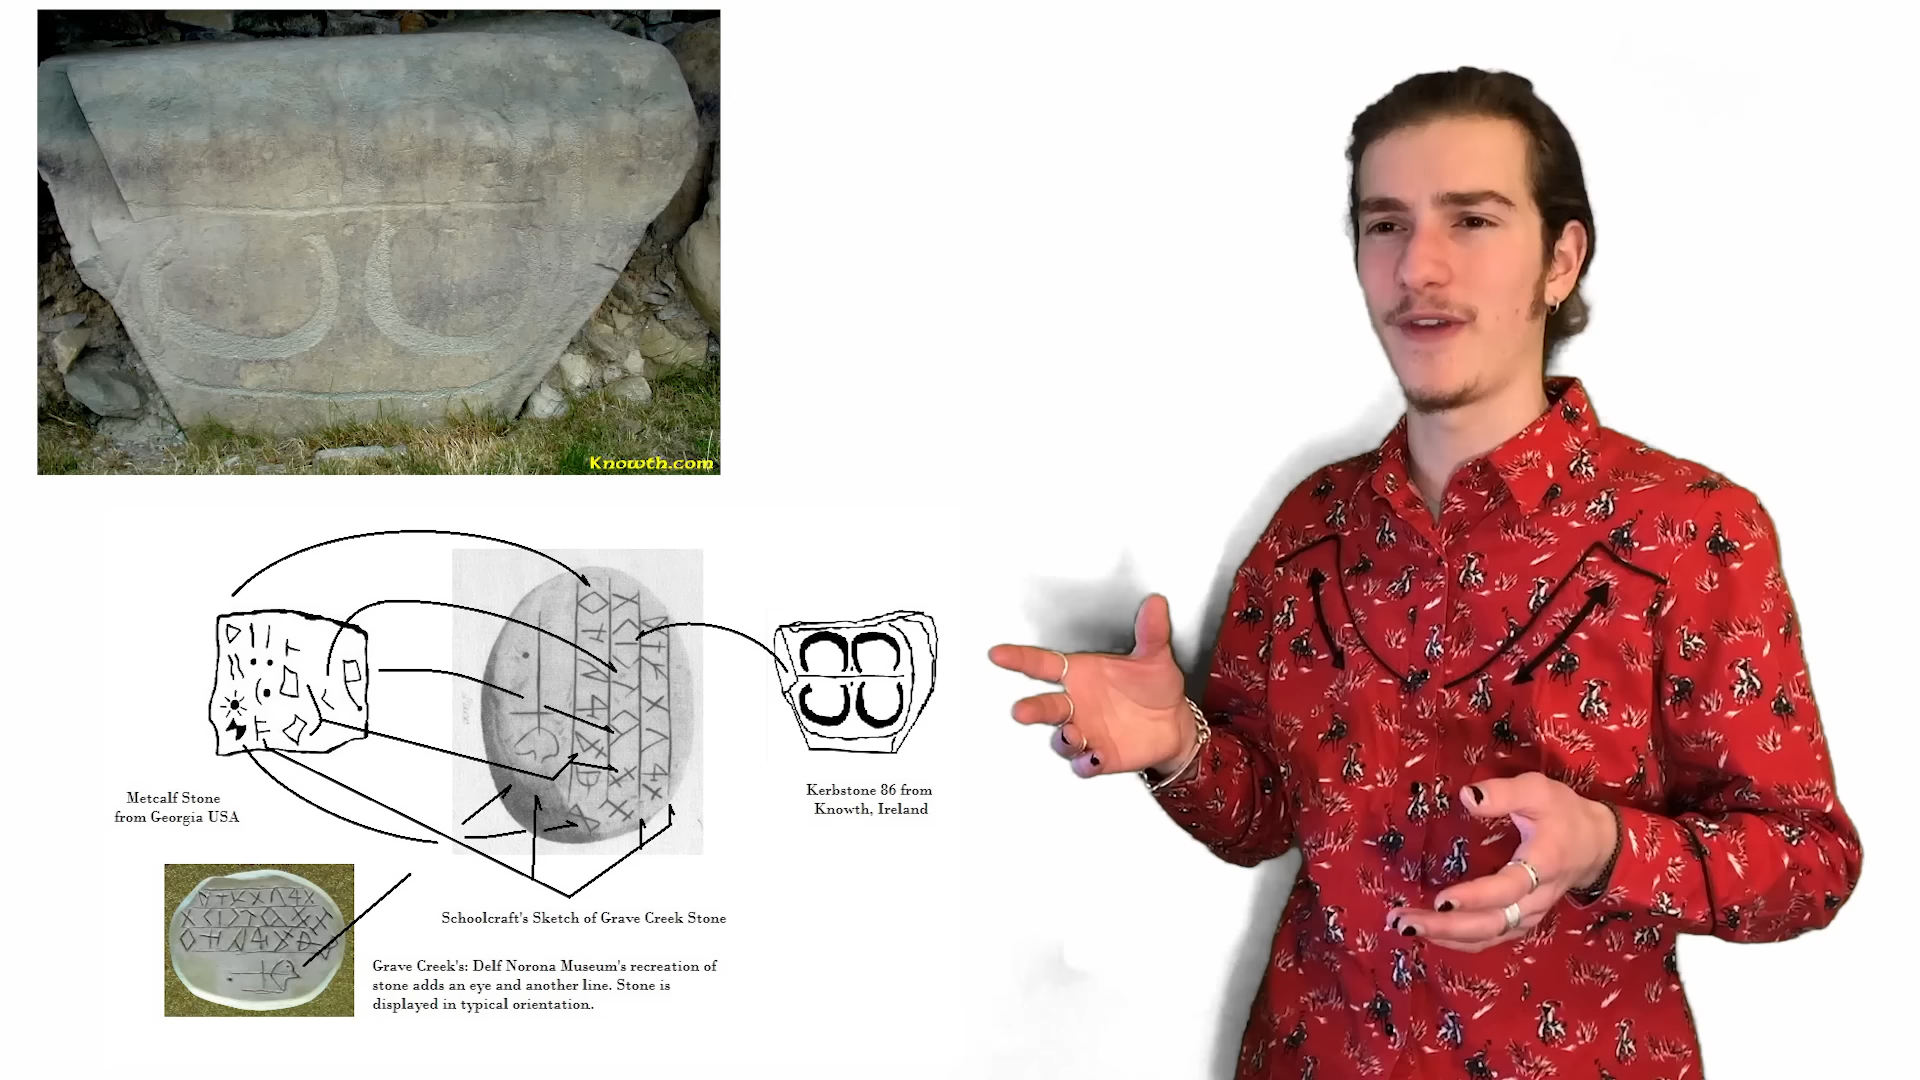 Knowth.com
Metcalf Stone
from Georgia USA
Kerbstone 86 from
Knowth, Ireland
Schoolcraft's Sketch of Grave Creek Stone
Grave Creek's: Delf Norona Museum's recreation of
stone adds an eye and another line. Stone is
displayed in typical orientation.